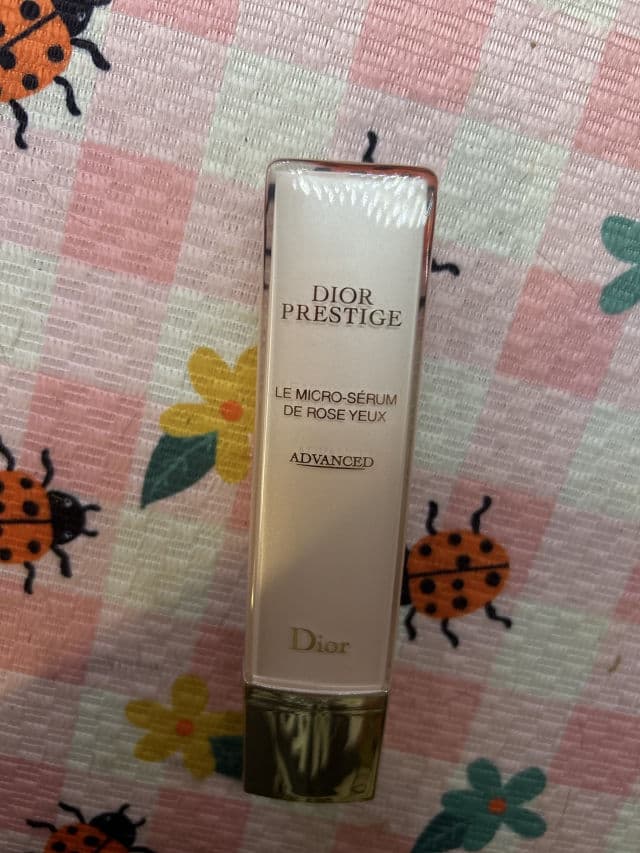 DIOR
PRESTIGE
LE MICRO-SÉRUM
DE ROSE YEUX
ADVANCED
Dior